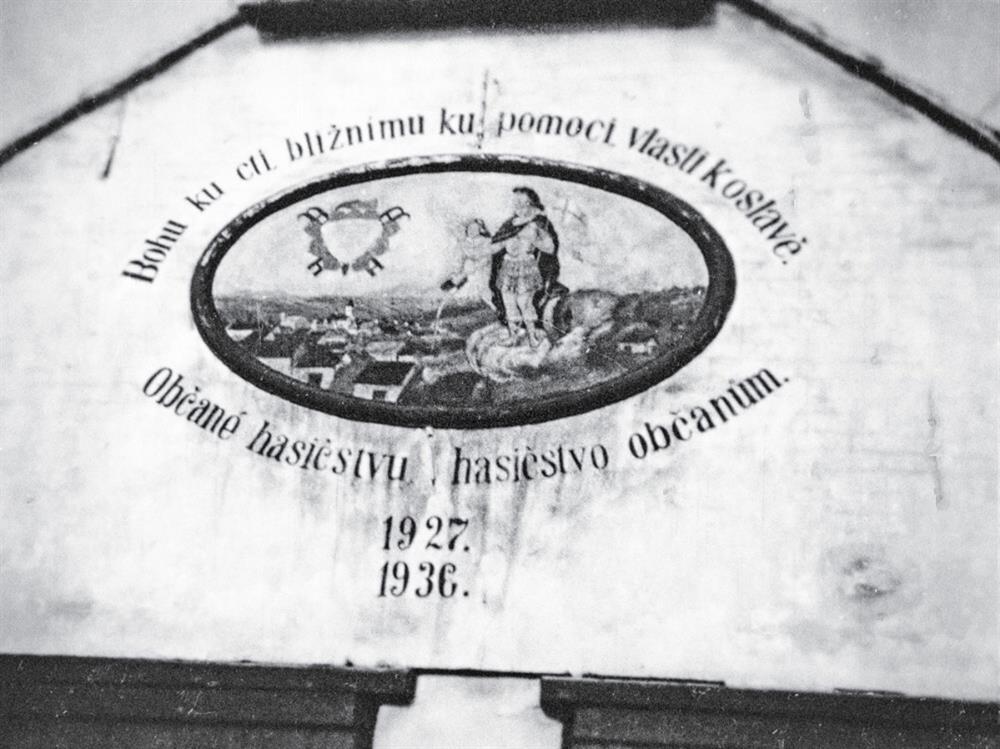 Bohu ku cti bližnímu ku pomoci vlasti Koslavě.
Občané hasičstvu hasičstvo občanům.
1927.
1936.